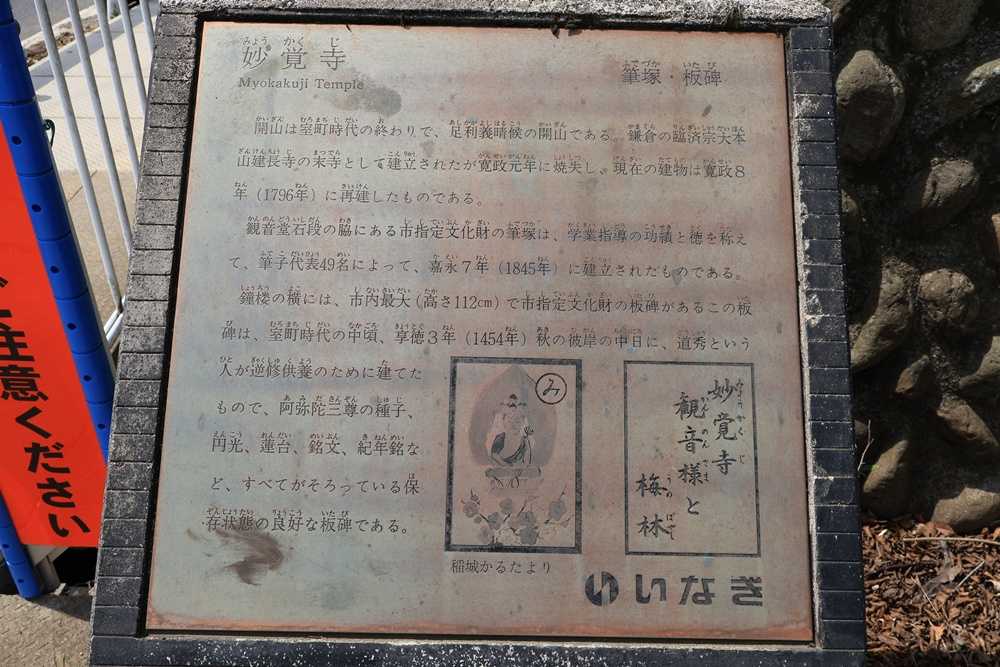 妙覚寺
Myokakuji Temple
筆塚・板碑
開山は室町時代の終わりで、足利義晴候の開山である。鎌倉の臨済宗大本
山建長寺の末寺として建立されたが寛政元年に焼失し、現在の建物は寛政8
年（1796年）に再建したものである。
観音堂石段の脇にある市指定文化財の筆塚は、学業指導の功績と徳を称え
て、筆子代表49名によって、嘉永7年（1845年）に建立されたものである。
鐘楼の横には、市内最大（高さ112cm）で市指定文化財の板碑があるこの板
碑は、室町時代の中頃、享徳3年（1454年）秋の彼岸の中日に、道秀という
人が逆修供養のために建てた
もので、阿弥陀三尊の種子、
円光、蓮台、銘文、紀年銘な
ど、すべてがそろっている保
存状態の良好な板碑である。
み
妙覚寺
観音様と
梅林
稲城かるたより
いなぎ
ご注意ください